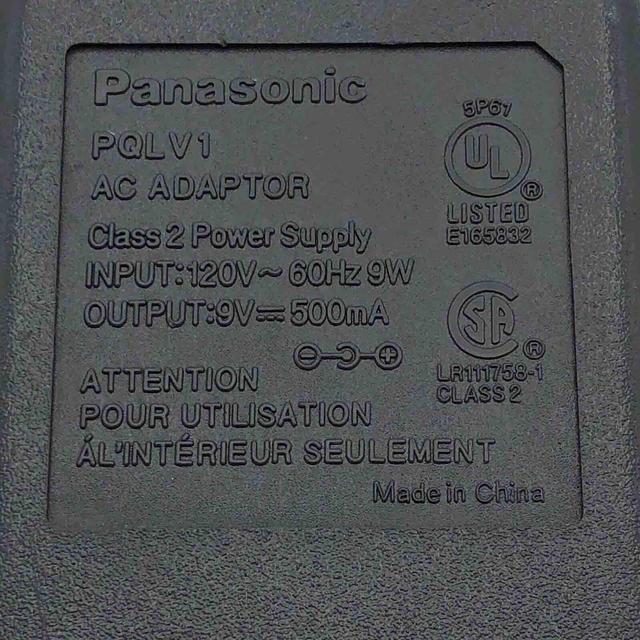 Panasonic
PQLV1
AC ADAPTOR
Class 2 Power Supply
INPUT:120V~ 60Hz 9W
OUTPUT:9V⎓ 500mA
ATTENTION
POUR UTILISATION
ÁL'INTÉRIEUR SEULEMENT
5P67
UL
®
LISTED
E165832
SA
®
LR111758-1
CLASS 2
Made in China